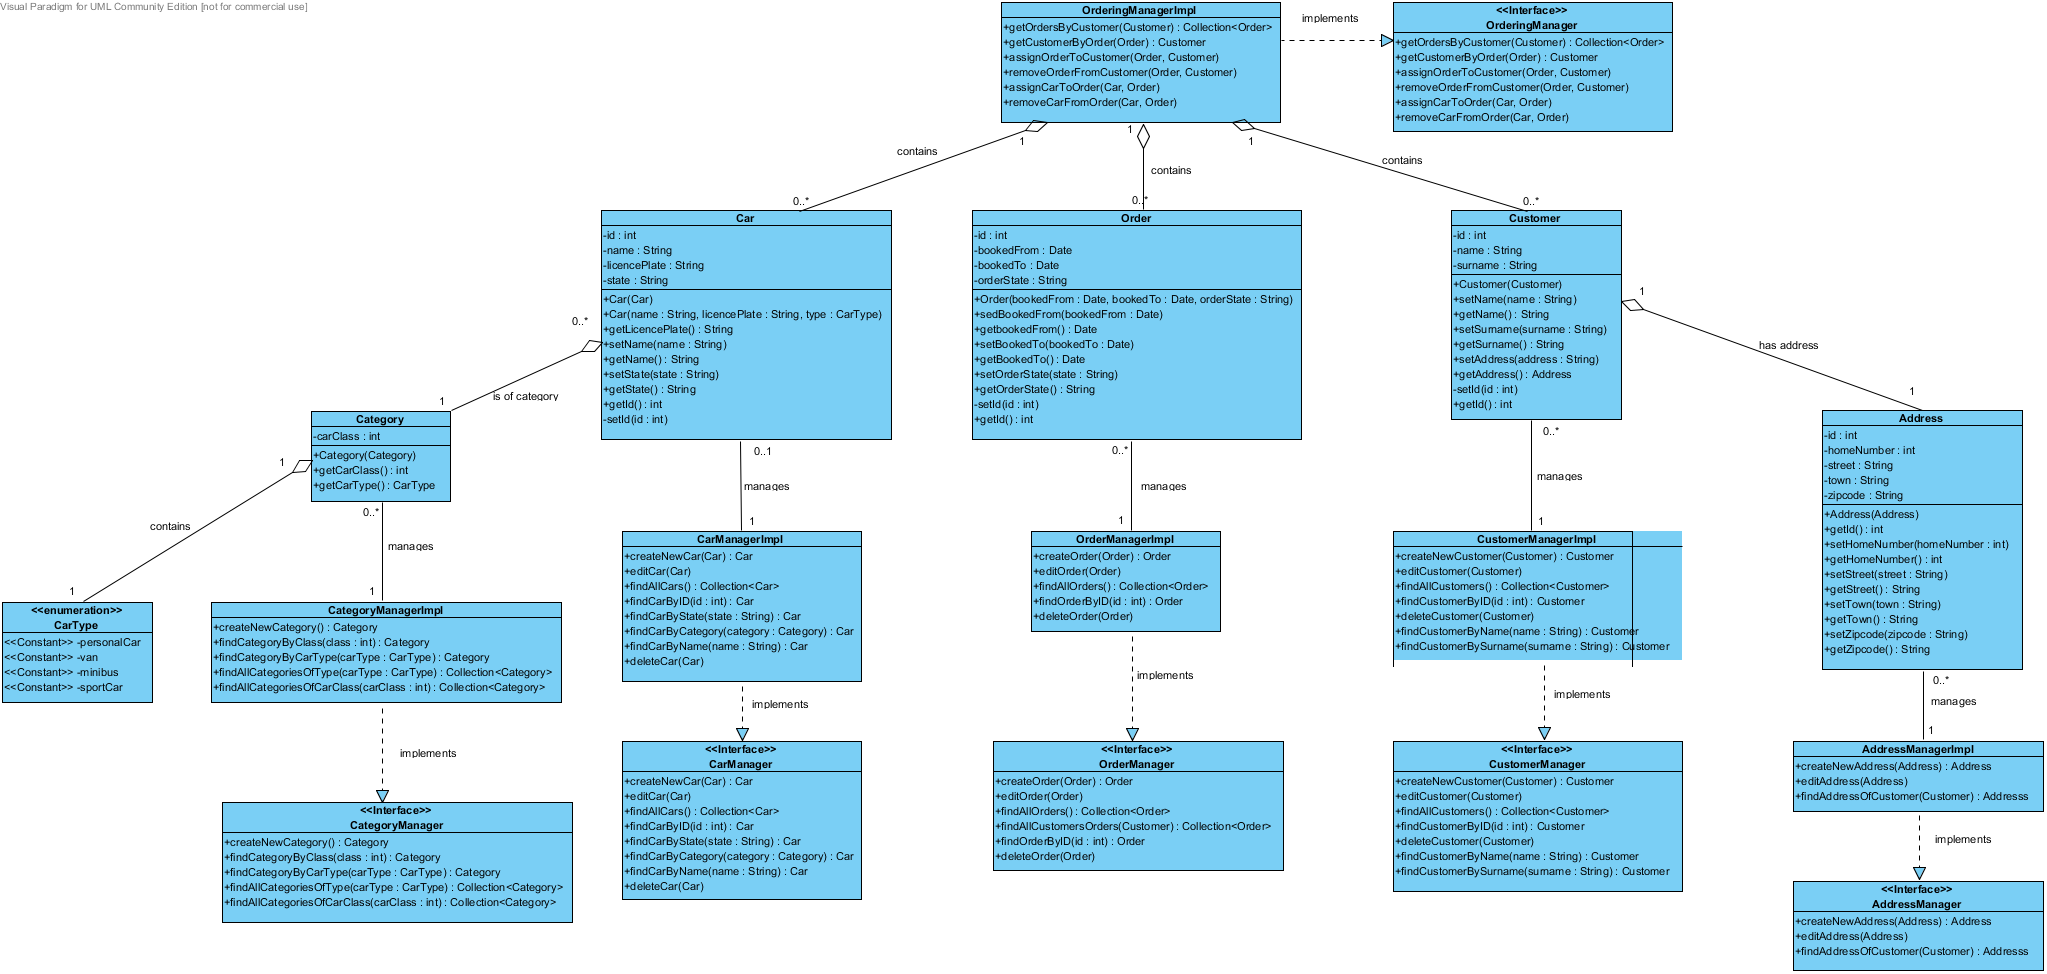 Visual Paradigm for UML Community Edition [not for commercial use]
OrderingManagerImpl
+getOrdersByCustomer(Customer) : Collection<Order>
+getCustomerByOrder(Order) : Customer
+assignOrderToCustomer(Order, Customer)
+removeOrderFromCustomer(Order, Customer)
+assignCarToOrder(Car, Order)
+removeCarFromOrder(Car, Order)
implements
<<Interface>>
OrderingManager
+getOrdersByCustomer(Customer) : Collection<Order>
+getCustomerByOrder(Order) : Customer
+assignOrderToCustomer(Order, Customer)
+removeOrderFromCustomer(Order, Customer)
+assignCarToOrder(Car, Order)
+removeCarFromOrder(Car, Order)
1
contains
0..*
1
contains
0..*
1
contains
0..*
Car
-id : int
-name : String
-licencePlate : String
-state : String
+Car(Car)
+Car(name : String, licencePlate : String, type : CarType)
+getLicencePlate() : String
+setName(name : String)
+getName() : String
+setState(state : String)
+getState() : String
+getId() : int
-setId(id : int)
Order
-id : int
-bookedFrom : Date
-bookedTo : Date
-orderState : String
+Order(bookedFrom : Date, bookedTo : Date, orderState : String)
+sedBookedFrom(bookedFrom : Date)
+getbookedFrom() : Date
+setBookedTo(bookedTo : Date)
+getBookedTo() : Date
+setOrderState(state : String)
+getOrderState() : String
-setId(id : int)
+getId() : int
Customer
-id : int
-name : String
-surname : String
+Customer(Customer)
+setName(name : String)
+getName() : String
+setSurname(surname : String)
+getSurname() : String
+setAddress(address : String)
+getAddress() : Address
-setId(id : int)
+getId() : int
0..*
is of category
1
1
has address
1
Category
-carClass : int
+Category(Category)
+getCarClass() : int
+getCarType() : CarType
Address
-id : int
-homeNumber : int
-street : String
-town : String
-zipcode : String
+Address(Address)
+getId() : int
+setHomeNumber(homeNumber : int)
+getHomeNumber() : int
+setStreet(street : String)
+getStreet() : String
+setTown(town : String)
+getTown() : String
+setZipcode(zipcode : String)
+getZipcode() : String
1
contains
1
0..*
manages
1
0..1
manages
1
0..*
manages
1
0..*
manages
1
<<enumeration>>
CarType
<<Constant>> -personalCar
<<Constant>> -van
<<Constant>> -minibus
<<Constant>> -sportCar
CategoryManagerImpl
+createNewCategory() : Category
+findCategoryByClass(class : int) : Category
+findCategoryByCarType(carType : CarType) : Category
+findAllCategoriesOfType(carType : CarType) : Collection<Category>
+findAllCategoriesOfCarClass(carClass : int) : Collection<Category>
CarManagerImpl
+createNewCar(Car) : Car
+editCar(Car)
+findAllCars() : Collection<Car>
+findCarByID(id : int) : Car
+findCarByState(state : String) : Car
+findCarByCategory(category : Category) : Car
+findCarByName(name : String) : Car
+deleteCar(Car)
OrderManagerImpl
+createOrder(Order) : Order
+editOrder(Order)
+findAllOrders() : Collection<Order>
+findOrderByID(id : int) : Order
+deleteOrder(Order)
CustomerManagerImpl
+createNewCustomer(Customer) : Customer
+editCustomer(Customer)
+findAllCustomers() : Collection<Customer>
+findCustomerByID(id : int) : Customer
+deleteCustomer(Customer)
+findCustomerByName(name : String) : Customer
+findCustomerBySurname(surname : String) : Customer
0..*
manages
1
implements
implements
implements
implements
<<Interface>>
CategoryManager
+createNewCategory() : Category
+findCategoryByClass(class : int) : Category
+findCategoryByCarType(carType : CarType) : Category
+findAllCategoriesOfType(carType : CarType) : Collection<Category>
+findAllCategoriesOfCarClass(carClass : int) : Collection<Category>
<<Interface>>
CarManager
+createNewCar(Car) : Car
+editCar(Car)
+findAllCars() : Collection<Car>
+findCarByID(id : int) : Car
+findCarByState(state : String) : Car
+findCarByCategory(category : Category) : Car
+findCarByName(name : String) : Car
+deleteCar(Car)
<<Interface>>
OrderManager
+createOrder(Order) : Order
+editOrder(Order)
+findAllOrders() : Collection<Order>
+findAllCustomersOrders(Customer) : Collection<Order>
+findOrderByID(id : int) : Order
+deleteOrder(Order)
<<Interface>>
CustomerManager
+createNewCustomer(Customer) : Customer
+editCustomer(Customer)
+findAllCustomers() : Collection<Customer>
+findCustomerByID(id : int) : Customer
+deleteCustomer(Customer)
+findCustomerByName(name : String) : Customer
+findCustomerBySurname(surname : String) : Customer
AddressManagerImpl
+createNewAddress(Address) : Address
+editAddress(Address)
+findAddressOfCustomer(Customer) : Addresss
implements
<<Interface>>
AddressManager
+createNewAddress(Address) : Address
+editAddress(Address)
+findAddressOfCustomer(Customer) : Addresss